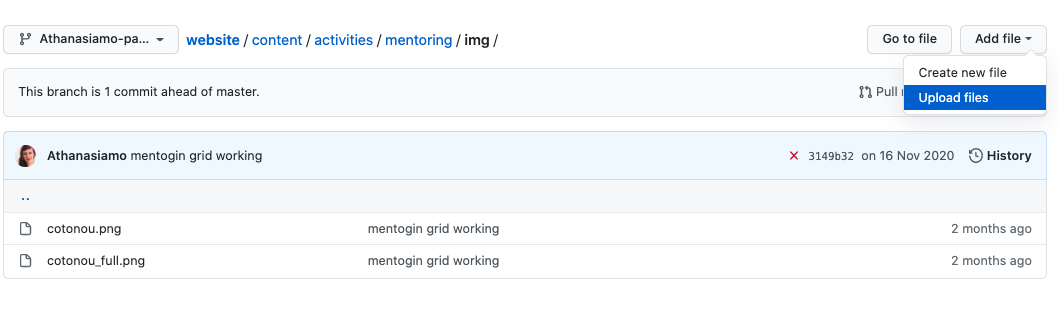 Athanasiamo-pa... website / content / activities / mentoring / img / Go to file Add file
Create new file
This branch is 1 commit ahead of master. Pull
Upload files
Athanasiamo mentogin grid working 3149b32 on 16 Nov 2020 History
..
cotonou.png mentogin grid working 2 months ago
cotonou_full.png mentogin grid working 2 months ago